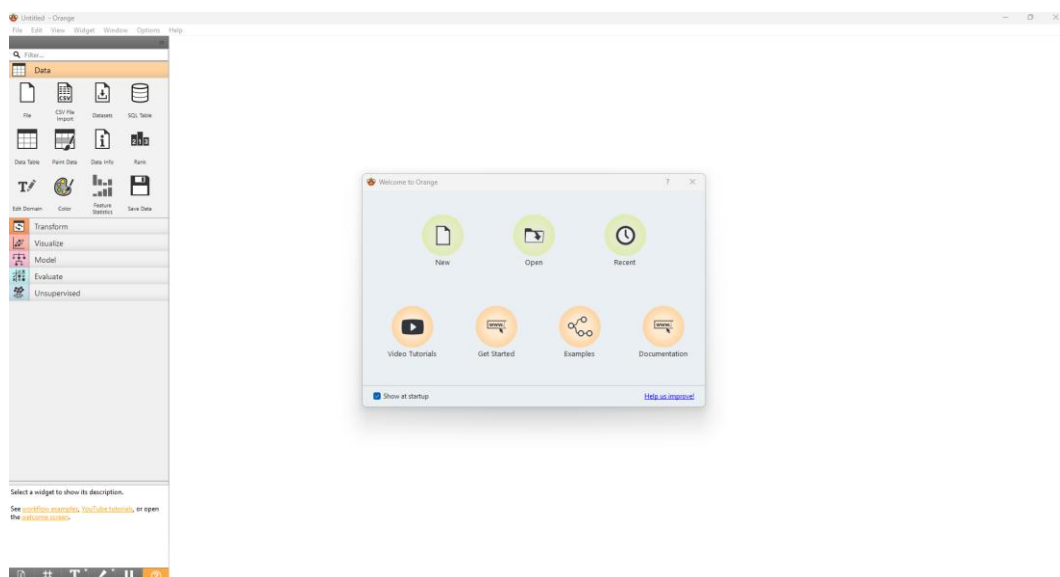 Untitled - Orange
File Edit View Widget Window Options Help
Filter...
Data
File
CSV File Import
Datasets
SQL Table
Data Table
Paint Data
Data Info
Rank
Edit Domain
Color
Feature Statistics
Save Data
Transform
Visualize
Model
Evaluate
Unsupervised
Select a widget to show its description.
See workflow examples, YouTube tutorials, or open
the welcome screen.
Welcome to Orange
New
Open
Recent
Video Tutorials
Get Started
Examples
Documentation
Show at startup
Help us improve!